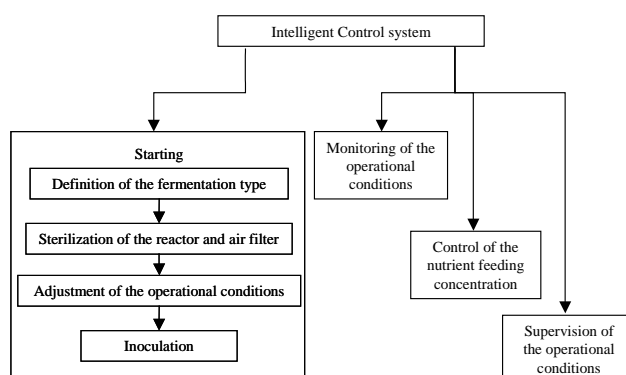 Intelligent Control system
Starting
Definition of the fermentation type
Sterilization of the reactor and air filter
Adjustment of the operational conditions
Inoculation
Monitoring of the
operational
conditions
Control of the
nutrient feeding
concentration
Supervision of
the operational
conditions